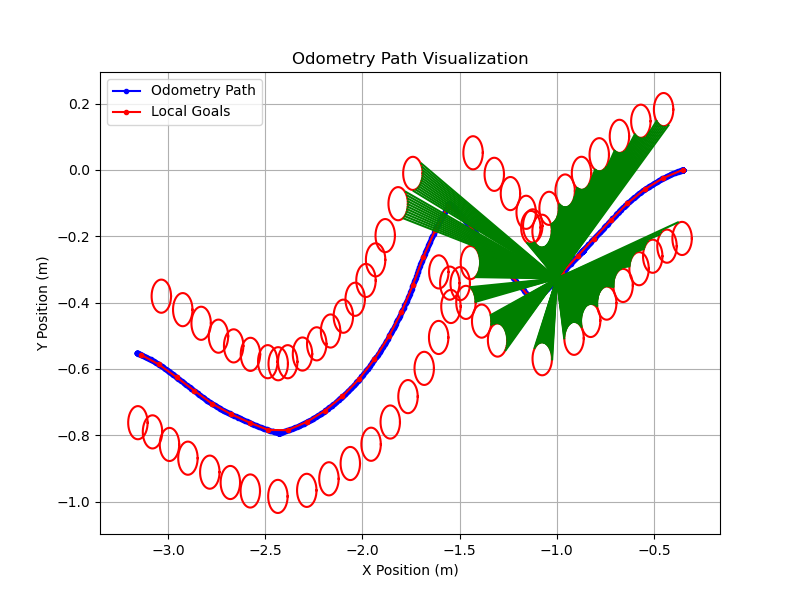 Odometry Path Visualization
Odometry Path
Local Goals
0.2
0.0
−0.2
−0.4
−0.6
−0.8
−1.0
Y Position (m)
−3.0 −2.5 −2.0 −1.5 −1.0 −0.5
X Position (m)